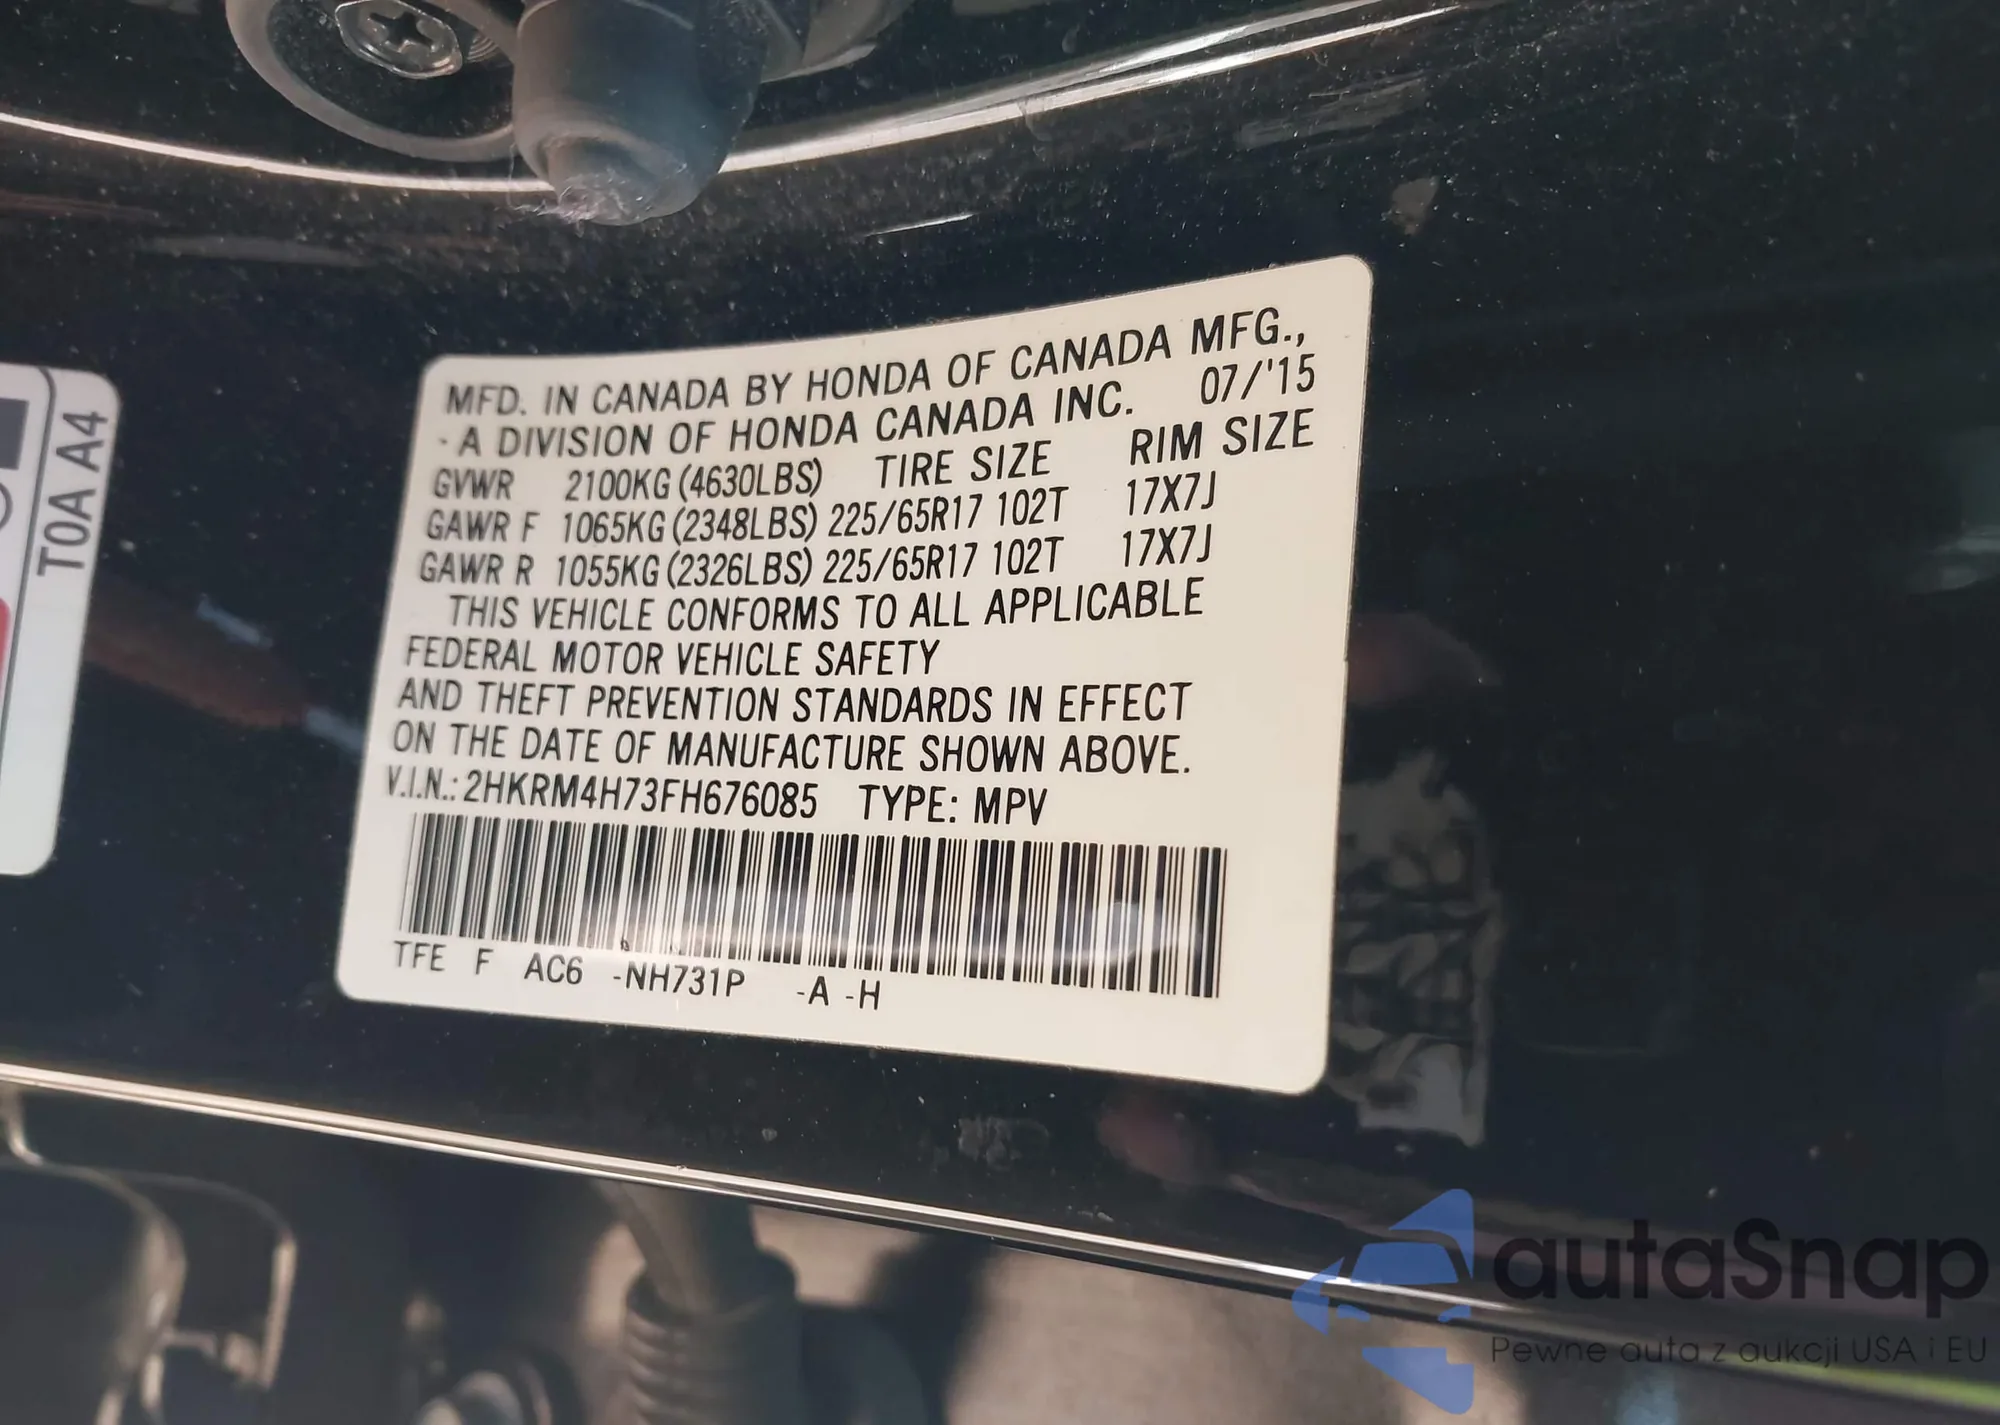 MFD. IN CANADA BY HONDA OF CANADA MFG.,
- A DIVISION OF HONDA CANADA INC. 07/'15
GVWR 2100KG (4630LBS) TIRE SIZE RIM SIZE
GAWR F 1065KG (2348LBS) 225/65R17 102T 17X7J
GAWR R 1055KG (2326LBS) 225/65R17 102T 17X7J
THIS VEHICLE CONFORMS TO ALL APPLICABLE
FEDERAL MOTOR VEHICLE SAFETY
AND THEFT PREVENTION STANDARDS IN EFFECT
ON THE DATE OF MANUFACTURE SHOWN ABOVE.
V.I.N.: 2HKRM4H73FH676085 TYPE: MPV
TFE F AC6 -NH731P -A -H
T0A A4
autaSnap
Pewne auta z aukcji USA i EU